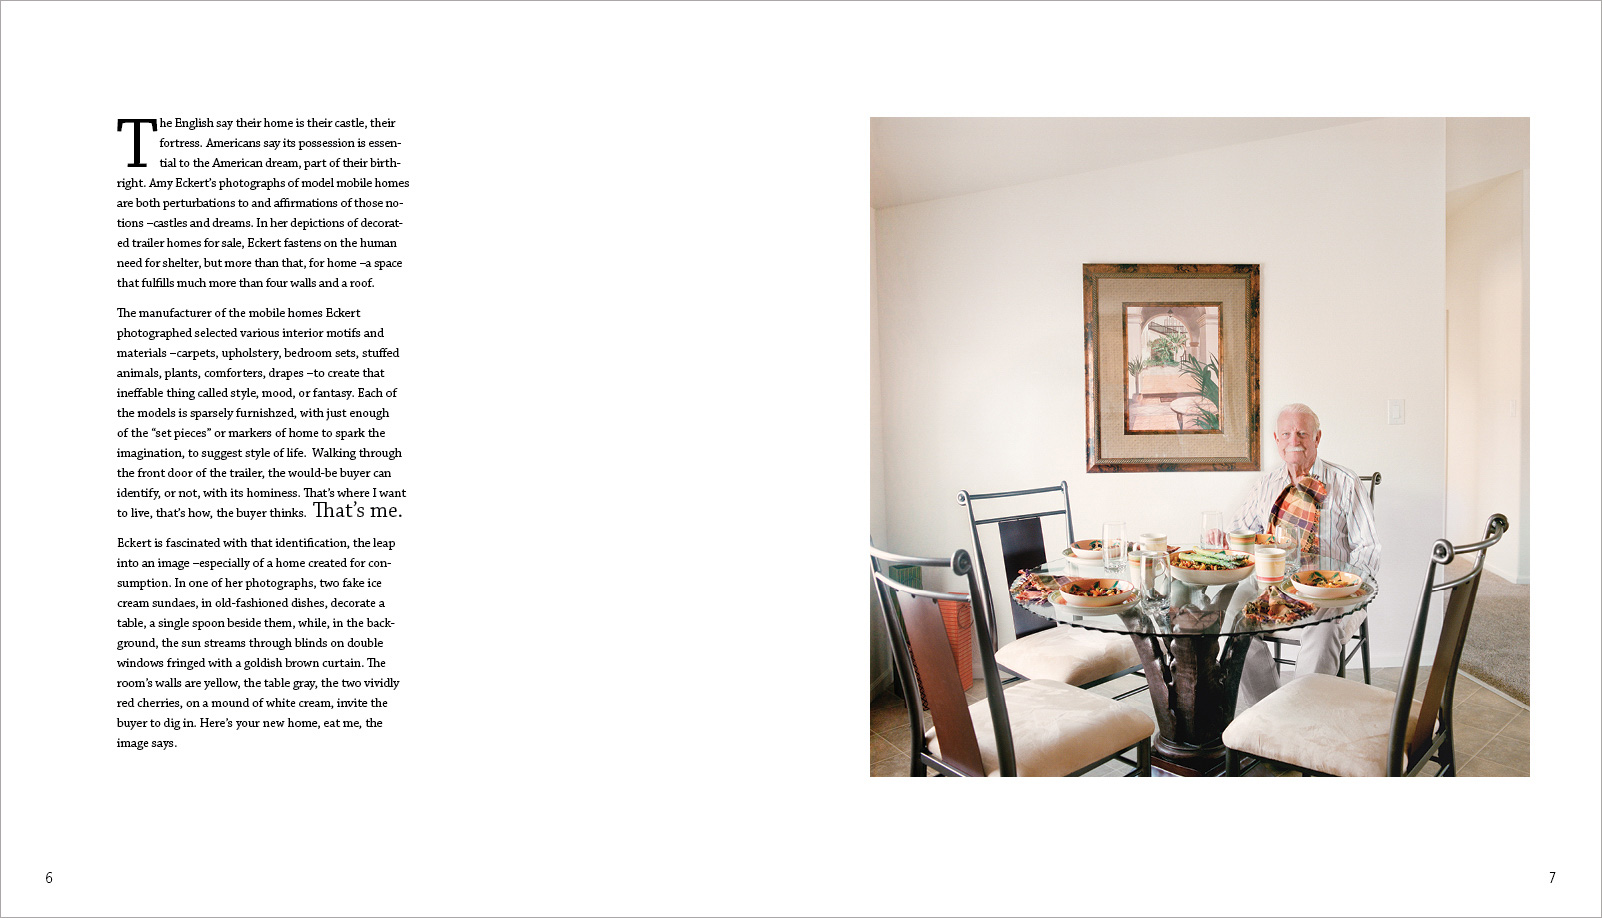 The English say their home is their castle, their
fortress. Americans say its possession is essen-
tial to the American dream, part of their birth-
right. Amy Eckert’s photographs of model mobile homes
are both perturbations to and affirmations of those no-
tions –castles and dreams. In her depictions of decorat-
ed trailer homes for sale, Eckert fastens on the human
need for shelter, but more than that, for home –a space
that fulfills much more than four walls and a roof.
The manufacturer of the mobile homes Eckert
photographed selected various interior motifs and
materials –carpets, upholstery, bedroom sets, stuffed
animals, plants, comforters, drapes –to create that
ineffable thing called style, mood, or fantasy. Each of
the models is sparsely furnishzed, with just enough
of the “set pieces” or markers of home to spark the
imagination, to suggest style of life.  Walking through
the front door of the trailer, the would-be buyer can
identify, or not, with its hominess. That’s where I want
to live, that’s how, the buyer thinks.  That’s me.
Eckert is fascinated with that identification, the leap
into an image –especially of a home created for con-
sumption. In one of her photographs, two fake ice
cream sundaes, in old-fashioned dishes, decorate a
table, a single spoon beside them, while, in the back-
ground, the sun streams through blinds on double
windows fringed with a goldish brown curtain. The
room’s walls are yellow, the table gray, the two vividly
red cherries, on a mound of white cream, invite the
buyer to dig in. Here’s your new home, eat me, the
image says.
6
7